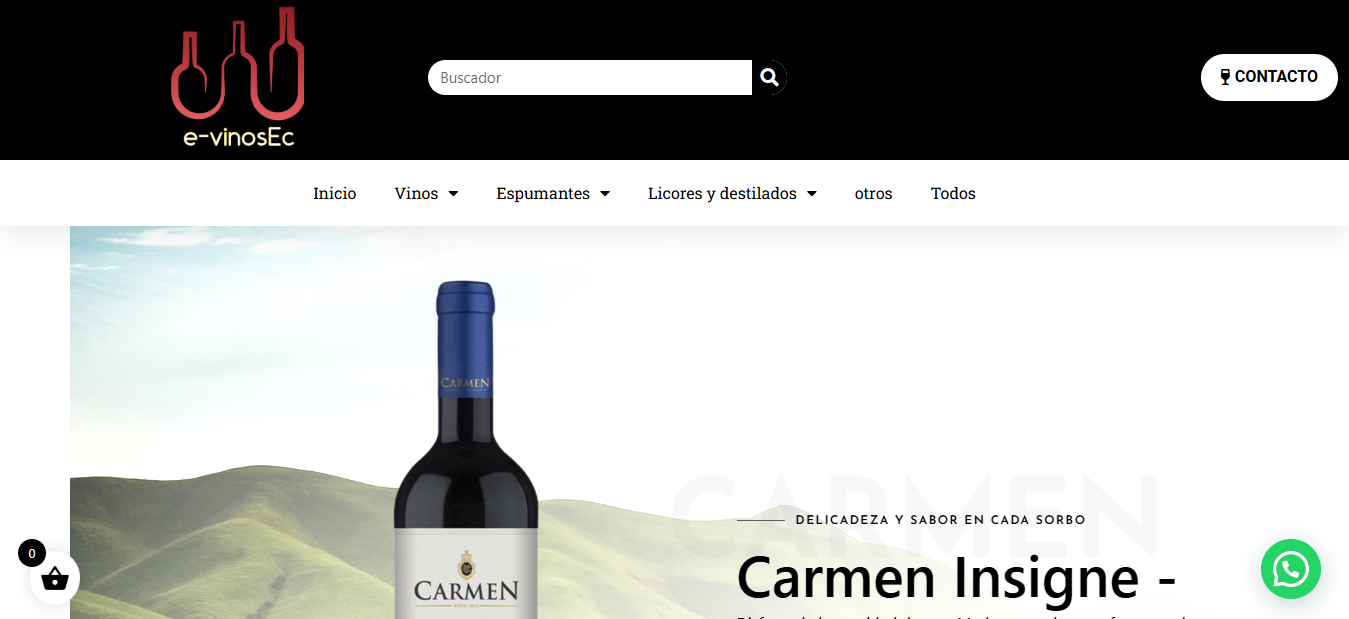 e-vinosEc
Buscador
CONTACTO
Inicio
Vinos
Espumantes
Licores y destilados
otros
Todos
CARMEN
CARMEN
CARMEN
DELICADEZA Y SABOR EN CADA SORBO
Carmen Insigne -
0